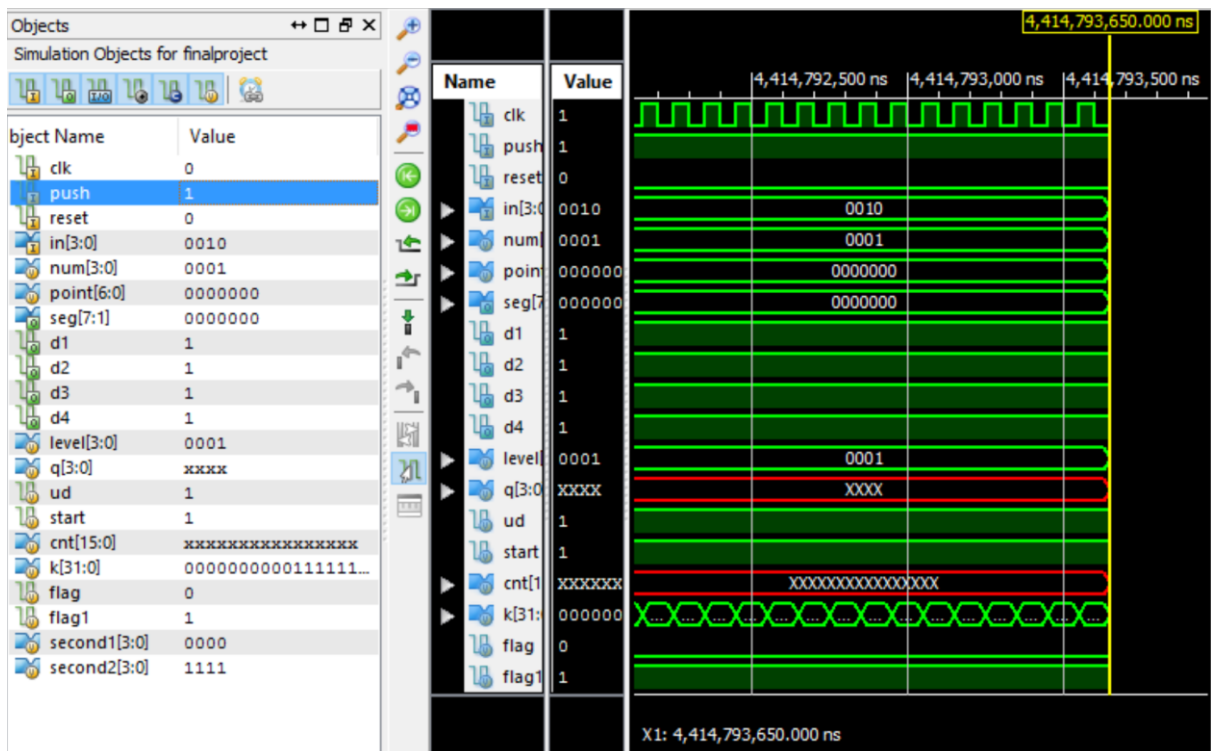 Objects
Simulation Objects for finalproject
bject Name Value
clk 0
push 1
reset 0
in[3:0] 0010
num[3:0] 0001
point[6:0] 0000000
seg[7:1] 0000000
d1 1
d2 1
d3 1
d4 1
level[3:0] 0001
q[3:0] xxxx
ud 1
start 1
cnt[15:0] xxxxxxxxxxxxxxxx
k[31:0] 0000000000111111...
flag 0
flag1 1
second1[3:0] 0000
second2[3:0] 1111
4,414,793,650.000 ns
Name Value
4,414,792,500 ns 4,414,793,000 ns 4,414,793,500 ns
clk 1
push 1
reset 0
in[3:0 0010 0010
num[ 0001 0001
point 000000 0000000
seg[7 000000 0000000
d1 1
d2 1
d3 1
d4 1
level[ 0001 0001
q[3:0 XXXX XXXX
ud 1
start 1
cnt[1 XXXXXX XXXXXXXXXXXXXXXX
k[31: 000000 ... ... ... ... ... ... ... ... ... ... ... ... ... ... ...
flag 0
flag1 1
X1: 4,414,793,650.000 ns